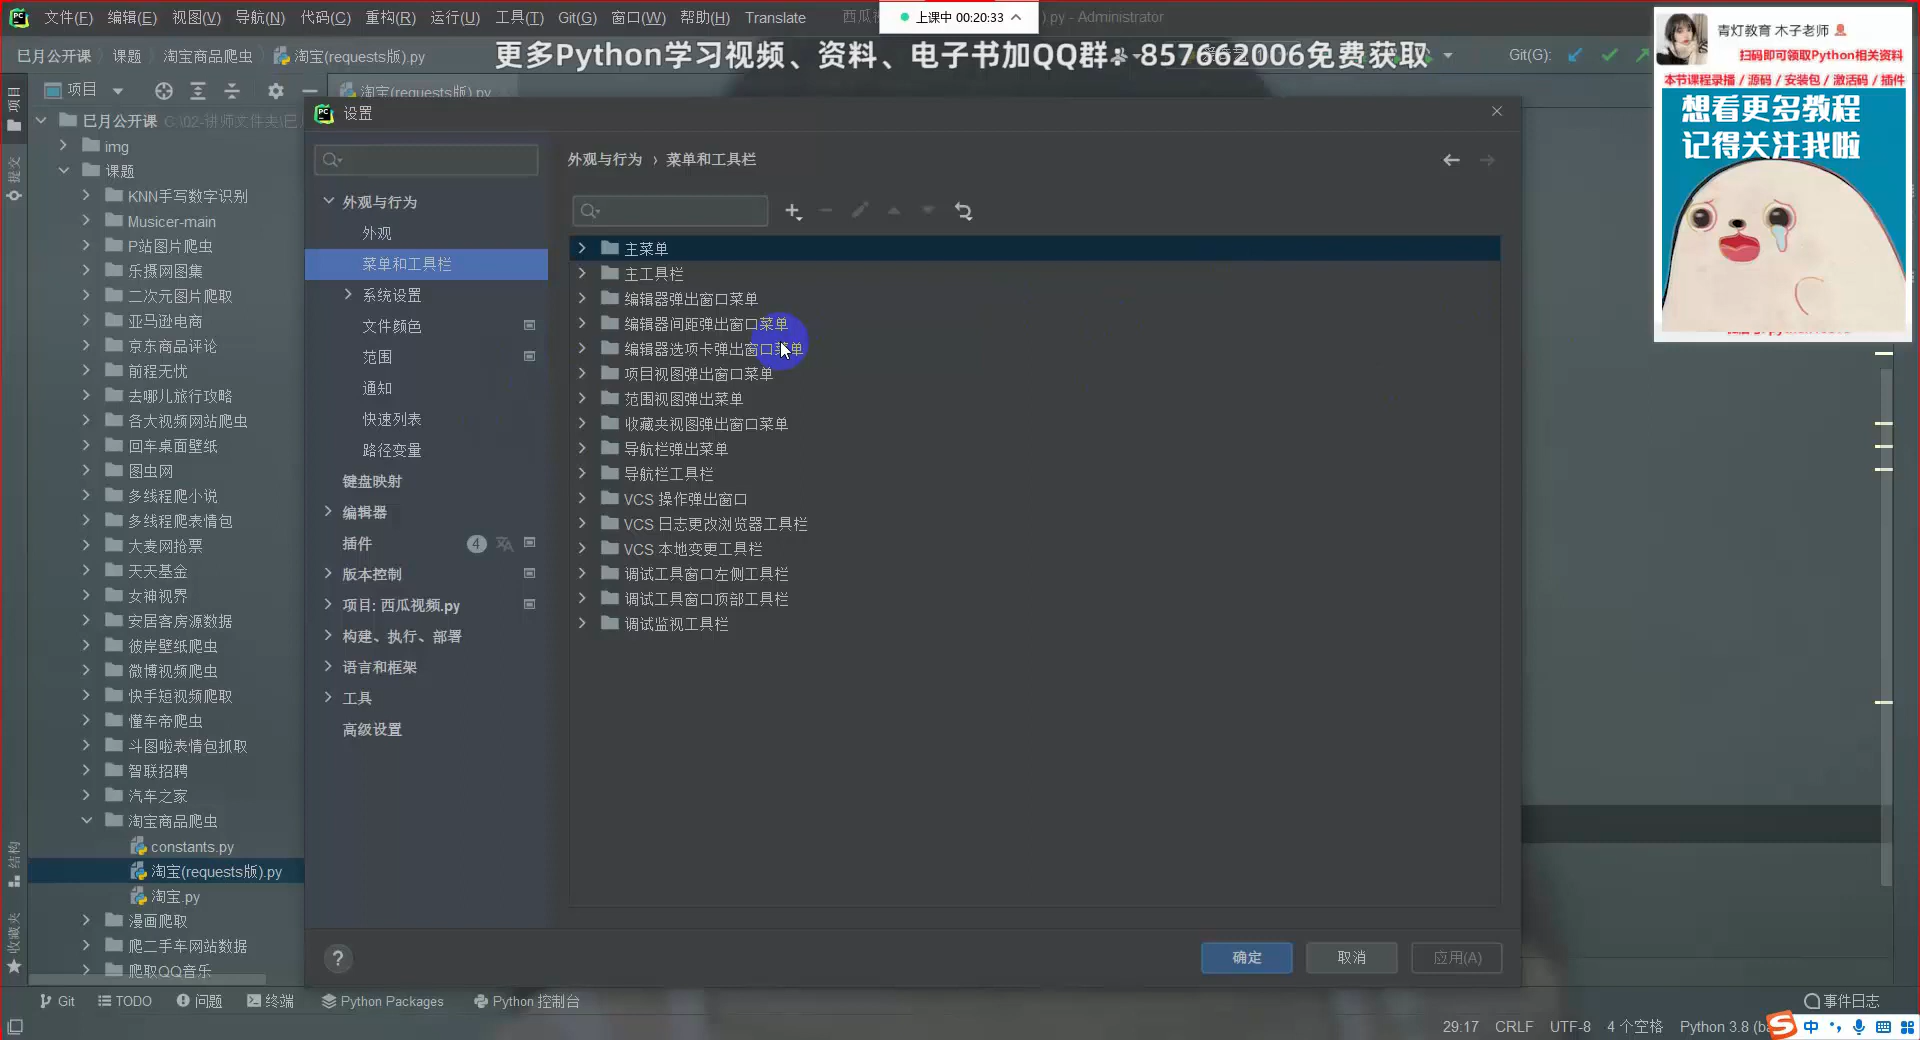 文件(F) 编辑(E) 视图(V) 导航(N) 代码(C) 重构(R) 运行(U) 工具(T) Git(G) 窗口(W) 帮助(H) Translate
上课中 00:20:33
).py - Administrator
巳月公开课 课题 淘宝商品爬虫 淘宝(requests版).py
更多Python学习视频、资料、电子书加QQ群：857662006免费获取
Git(G):
青灯教育 木子老师
扫码即可领取Python相关资料
本节课程录播 / 源码 / 安装包 / 激活码 / 插件
想看更多教程
记得关注我啦
项目
淘宝(requests版).py
项目
提交
结构
收藏夹
巳月公开课
img
课题
KNN手写数字识别
Musicer-main
P站图片爬虫
乐摄网图集
二次元图片爬取
亚马逊电商
京东商品评论
前程无忧
去哪儿旅行攻略
各大视频网站爬虫
回车桌面壁纸
图虫网
多线程爬小说
多线程爬表情包
大麦网抢票
天天基金
女神视界
安居客房源数据
彼岸壁纸爬虫
微博视频爬虫
快手短视频爬取
懂车帝爬虫
斗图啦表情包抓取
智联招聘
汽车之家
淘宝商品爬虫
constants.py
淘宝(requests版).py
淘宝.py
漫画爬取
爬二手车网站数据
爬取QQ音乐
设置
外观与行为
外观
菜单和工具栏
系统设置
文件颜色
范围
通知
快速列表
路径变量
键盘映射
编辑器
插件 4
版本控制
项目: 西瓜视频.py
构建、执行、部署
语言和框架
工具
高级设置
外观与行为 › 菜单和工具栏
主菜单
主工具栏
编辑器弹出窗口菜单
编辑器间距弹出窗口菜单
编辑器选项卡弹出窗口菜单
项目视图弹出窗口菜单
范围视图弹出菜单
收藏夹视图弹出窗口菜单
导航栏弹出菜单
导航栏工具栏
VCS 操作弹出窗口
VCS 日志更改浏览器工具栏
VCS 本地变更工具栏
调试工具窗口左侧工具栏
调试工具窗口顶部工具栏
调试监视工具栏
?
确定 取消 应用(A)
Git TODO 问题 终端 Python Packages Python 控制台
事件日志
29:17 CRLF UTF-8 4 个空格 Python 3.8
中